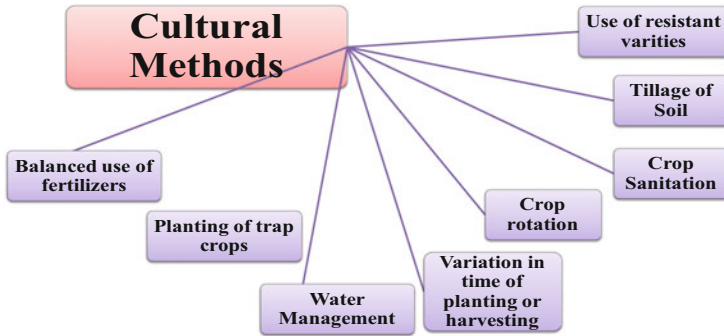 Cultural
Methods
Use of resistant
varities
Tillage of
Soil
Crop
Sanitation
Crop
rotation
Variation in
time of
planting or
harvesting
Water
Management
Planting of trap
crops
Balanced use of
fertilizers